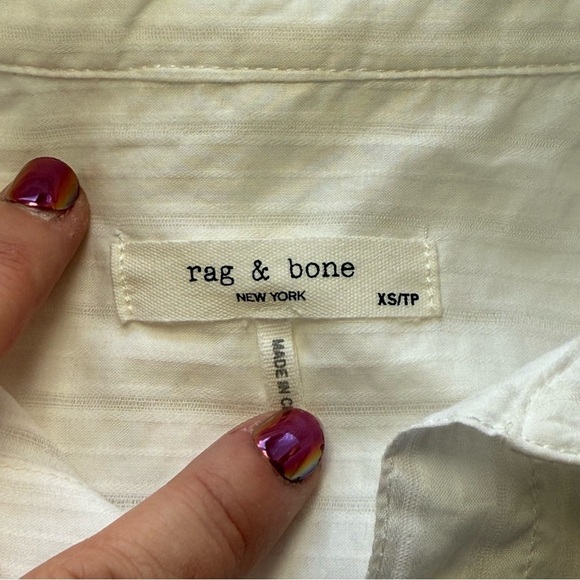 rag & bone
NEW YORK
XS/TP
MADE IN